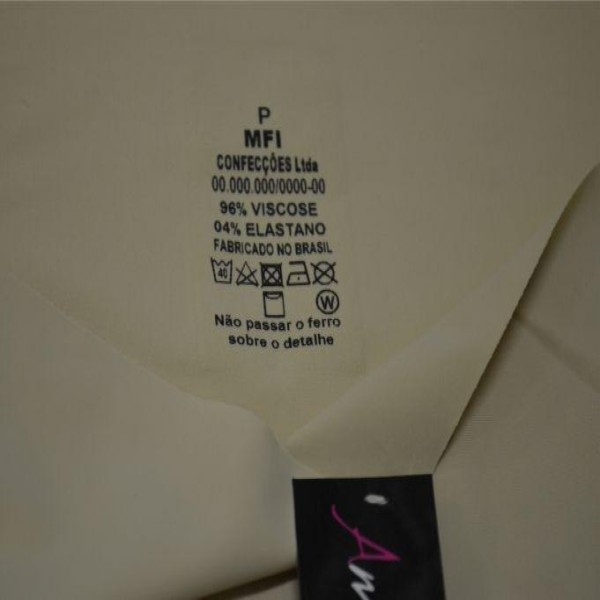 P
MFI
CONFECÇÕES Ltda
00.000.000/0000-00
96% VISCOSE
04% ELASTANO
FABRICADO NO BRASIL
40
W
Não passar o ferro
sobre o detalhe